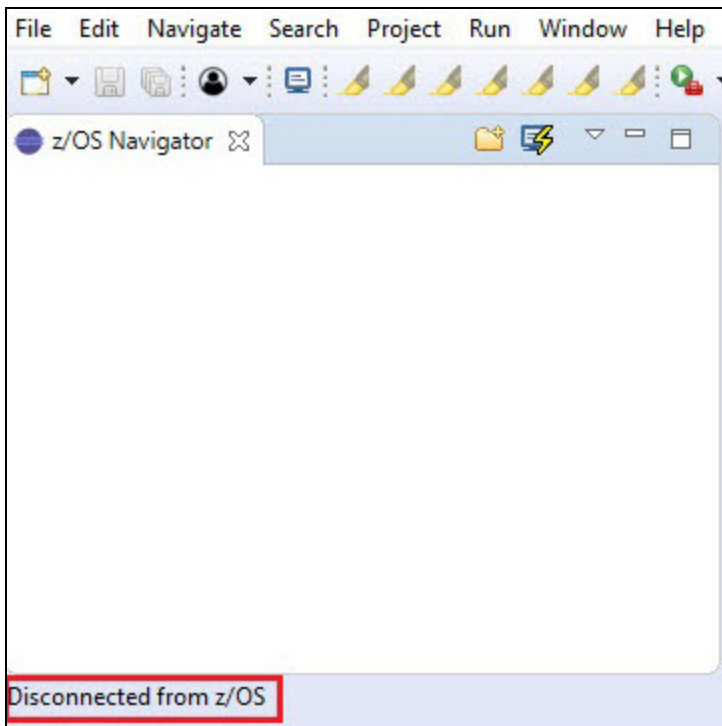 File Edit Navigate Search Project Run Window Help
z/OS Navigator
Disconnected from z/OS